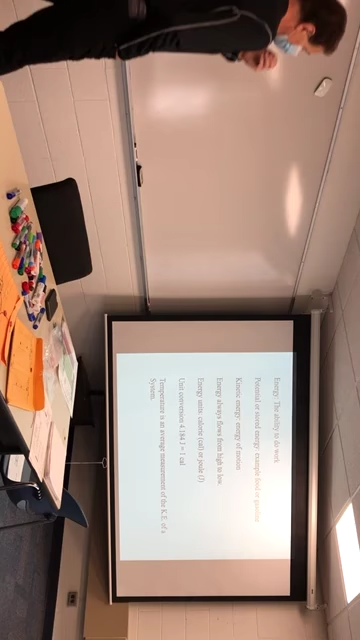 Energy: The ability to do work
Potential or stored energy: example food or gasoline
Kinetic energy: energy of motion
Energy always flows from high to low
Energy units: calorie (cal) or joule (J)
Unit conversion 4.184 J = 1 cal
Temperature is an average measurement of the K.E. of a
System.